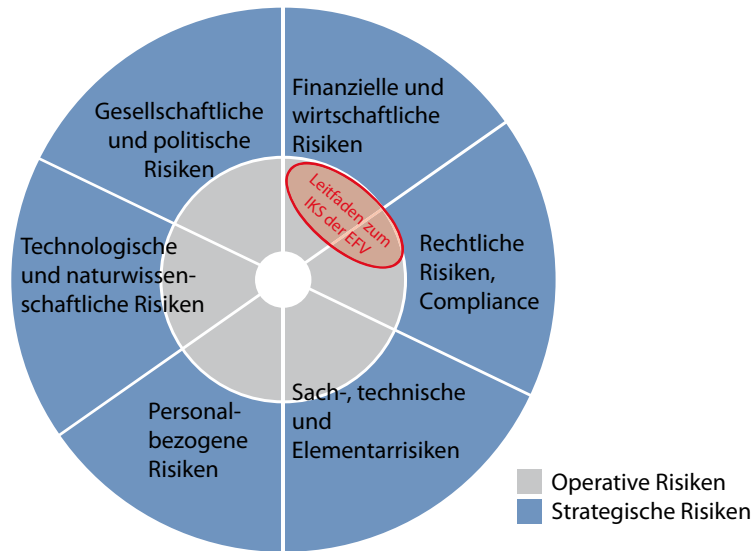 Finanzielle und
wirtschaftliche
Risiken
Gesellschaftliche
und politische
Risiken
Leitfaden zum
IKS der EFV
Technologische
und naturwissen-
schaftliche Risiken
Rechtliche
Risiken,
Compliance
Personal-
bezogene
Risiken
Sach-, technische
und
Elementarrisiken
Operative Risiken
Strategische Risiken